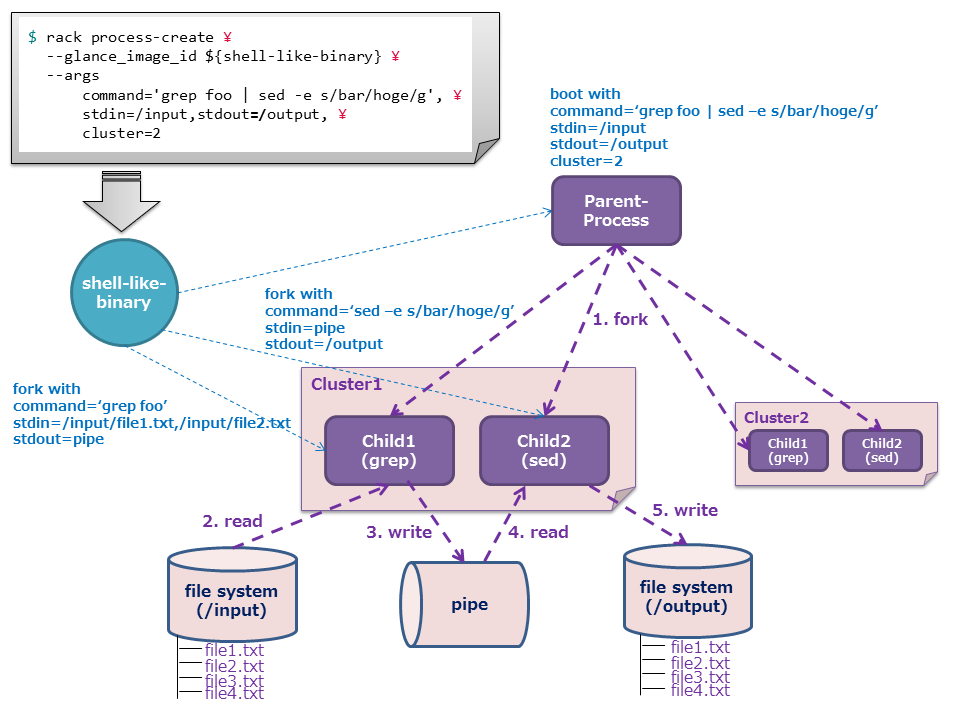 $ rack process-create ¥
--glance_image_id ${shell-like-binary} ¥
--args
command='grep foo | sed -e s/bar/hoge/g', ¥
stdin=/input,stdout=/output, ¥
cluster=2
boot with
command=‘grep foo | sed –e s/bar/hoge/g’
stdin=/input
stdout=/output
cluster=2
Parent-
Process
shell-like-
binary
fork with
command=‘sed –e s/bar/hoge/g’
stdin=pipe
stdout=/output
1. fork
fork with
command=‘grep foo’
stdin=/input/file1.txt,/input/file2.txt
stdout=pipe
Cluster1
Child1
(grep)
Child2
(sed)
Cluster2
Child1
(grep)
Child2
(sed)
2. read
3. write
4. read
5. write
file system
(/input)
pipe
file system
(/output)
file1.txt
file2.txt
file3.txt
file4.txt
file1.txt
file2.txt
file3.txt
file4.txt